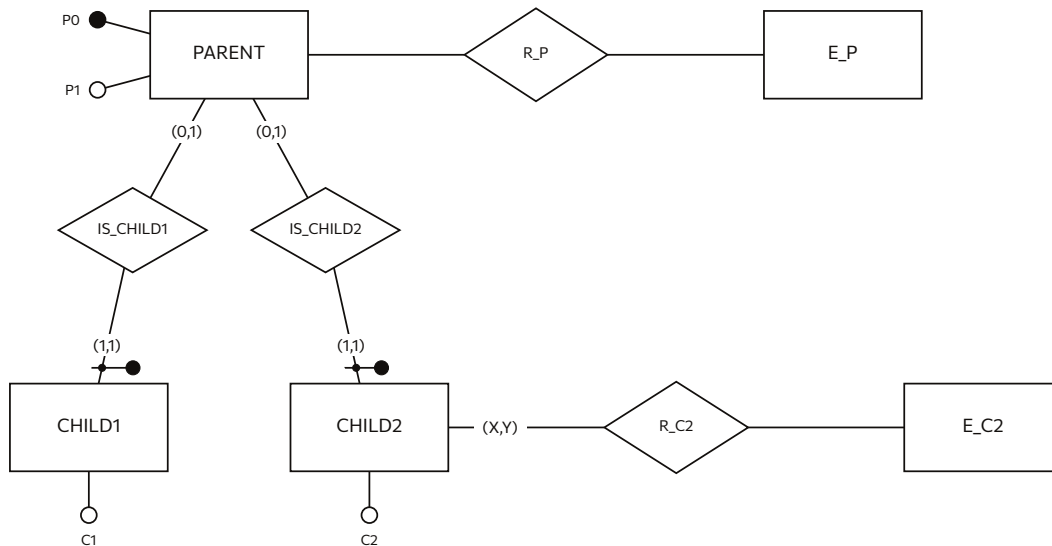 P0
PARENT
R_P
E_P
P1
(0,1)
(0,1)
IS_CHILD1
IS_CHILD2
(1,1)
(1,1)
CHILD1
CHILD2
(X,Y)
R_C2
E_C2
C1
C2